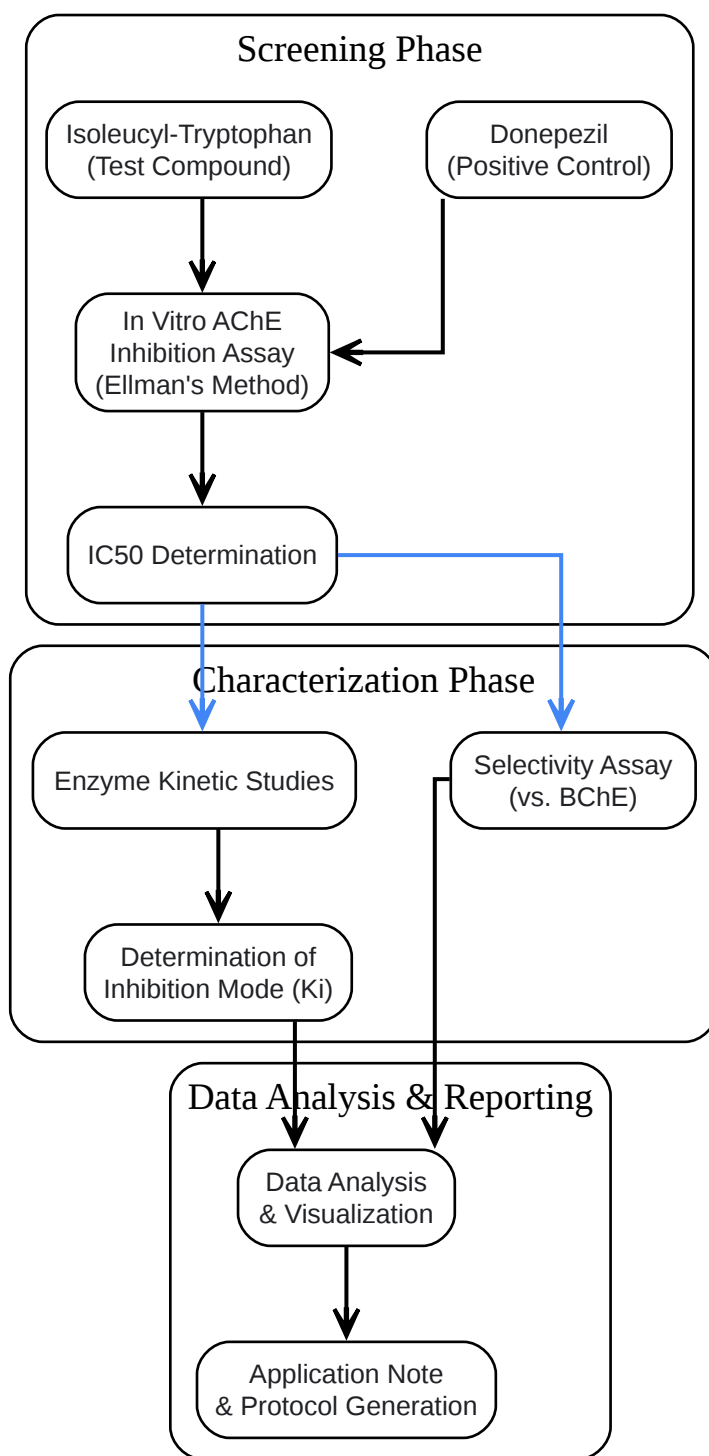 Screening Phase
Isoleucyl-Tryptophan
(Test Compound)
Donepezil
(Positive Control)
In Vitro AChE
Inhibition Assay
(Ellman's Method)
IC50 Determination
Characterization Phase
Enzyme Kinetic Studies
Selectivity Assay
(vs. BChE)
Determination of
Inhibition Mode (Ki)
Data Analysis & Reporting
Data Analysis
& Visualization
Application Note
& Protocol Generation